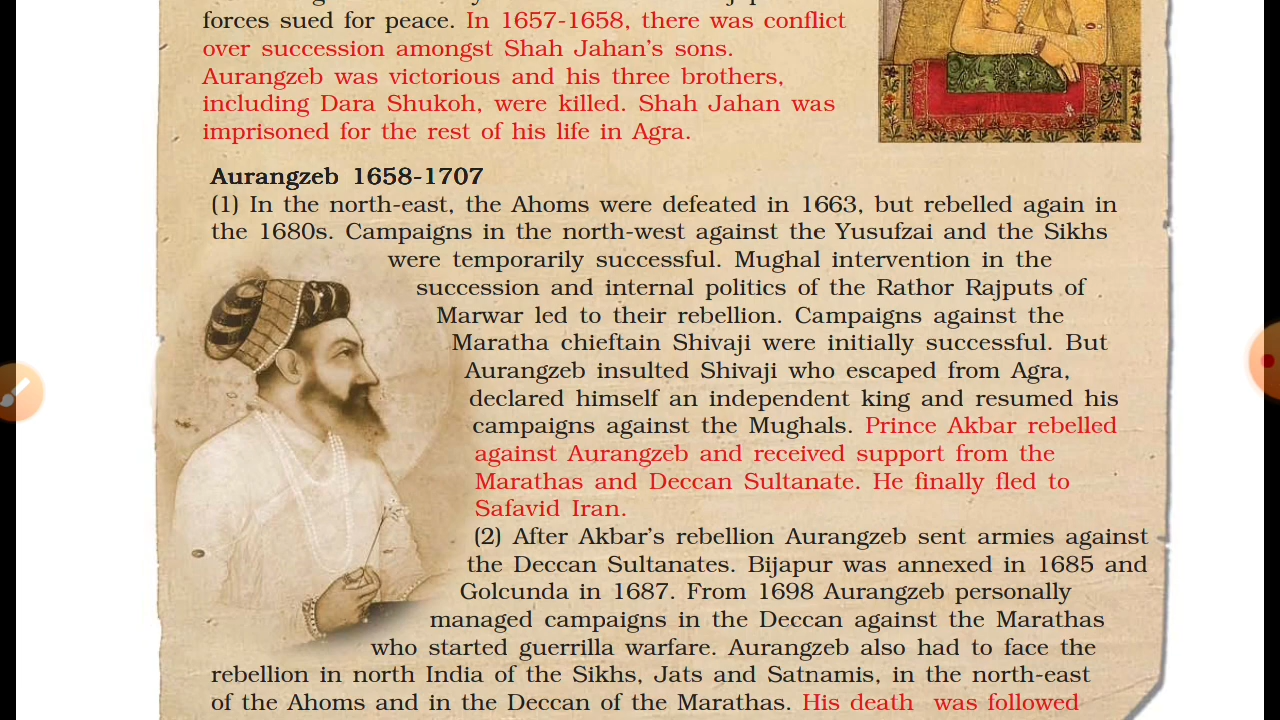 forces sued for peace. In 1657-1658, there was conflict
over succession amongst Shah Jahan's sons.
Aurangzeb was victorious and his three brothers,
including Dara Shukoh, were killed. Shah Jahan was
imprisoned for the rest of his life in Agra.
Aurangzeb 1658-1707
(1) In the north-east, the Ahoms were defeated in 1663, but rebelled again in
the 1680s. Campaigns in the north-west against the Yusufzai and the Sikhs
were temporarily successful. Mughal intervention in the
succession and internal politics of the Rathor Rajputs of
Marwar led to their rebellion. Campaigns against the
Maratha chieftain Shivaji were initially successful. But
Aurangzeb insulted Shivaji who escaped from Agra,
declared himself an independent king and resumed his
campaigns against the Mughals. Prince Akbar rebelled
against Aurangzeb and received support from the
Marathas and Deccan Sultanate. He finally fled to
Safavid Iran.
(2) After Akbar's rebellion Aurangzeb sent armies against
the Deccan Sultanates. Bijapur was annexed in 1685 and
Golcunda in 1687. From 1698 Aurangzeb personally
managed campaigns in the Deccan against the Marathas
who started guerrilla warfare. Aurangzeb also had to face the
rebellion in north India of the Sikhs, Jats and Satnamis, in the north-east
of the Ahoms and in the Deccan of the Marathas. His death was followed